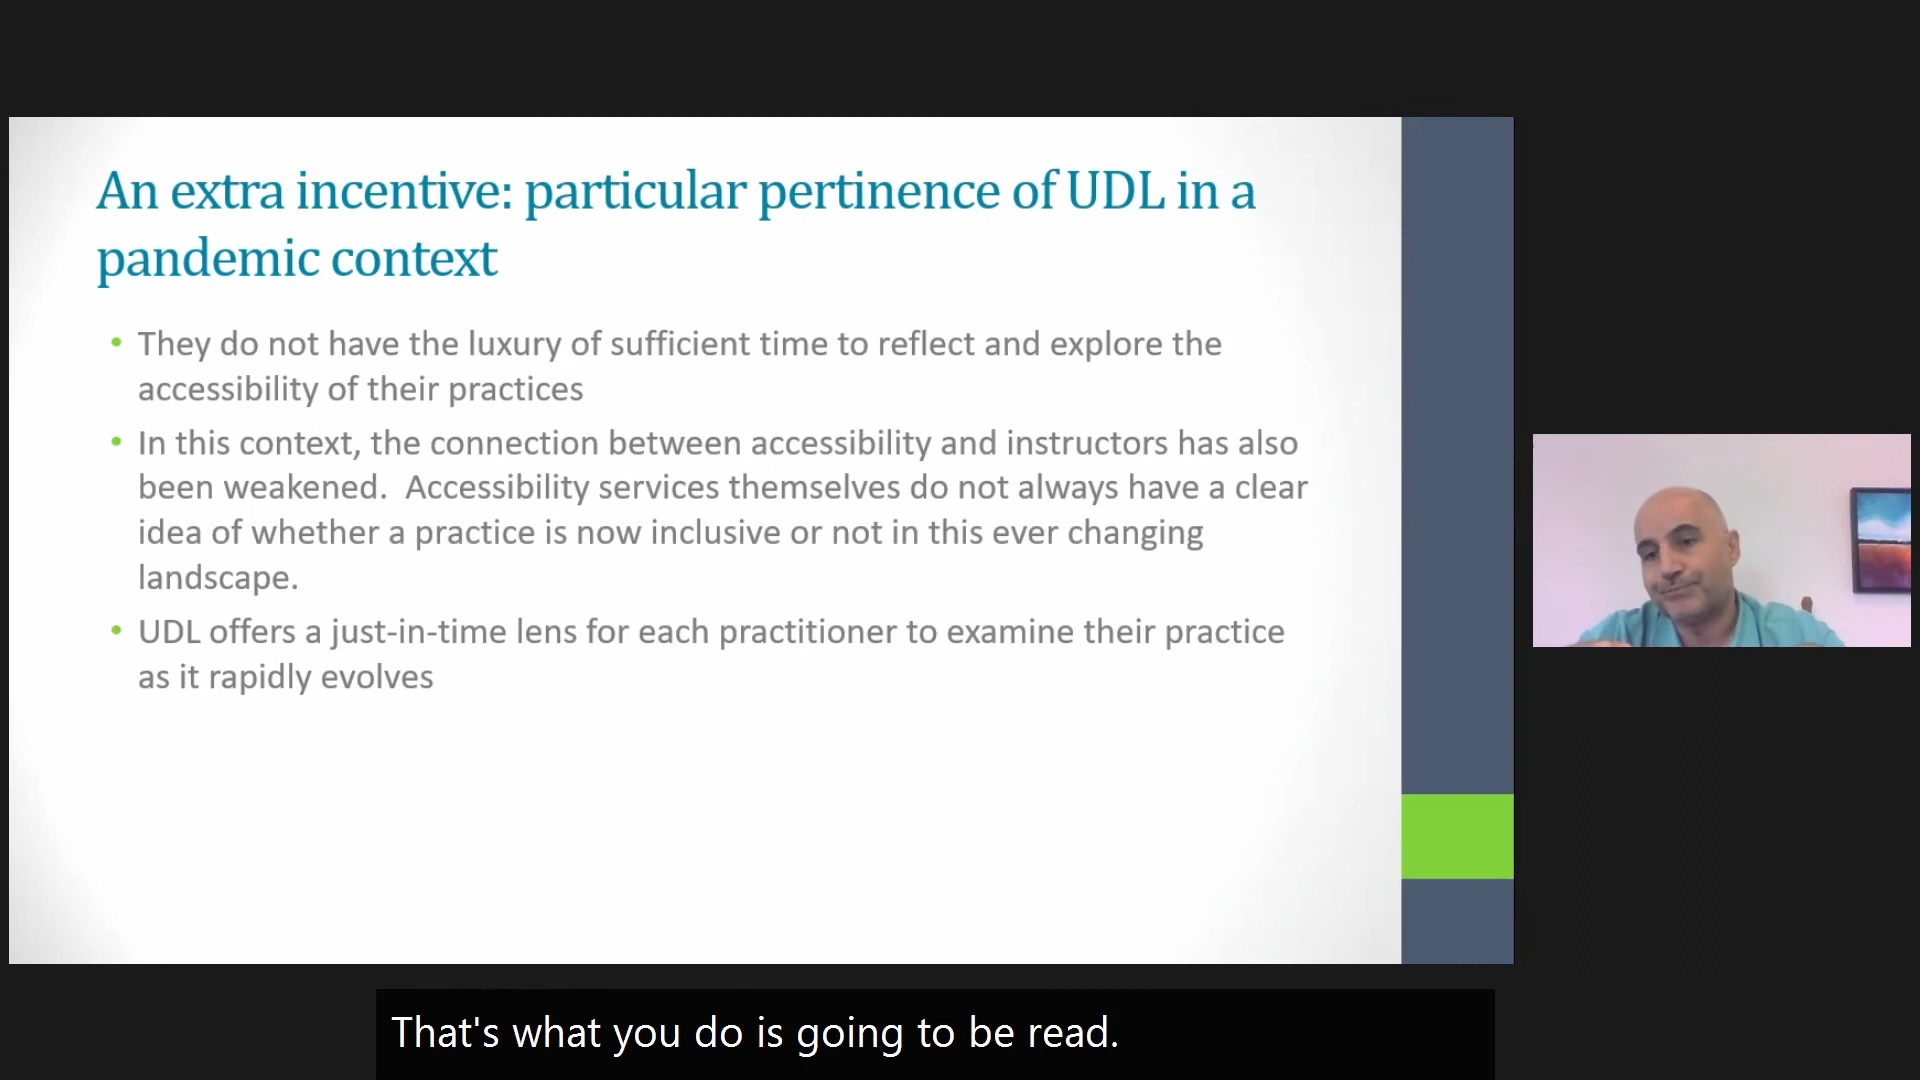 An extra incentive: particular pertinence of UDL in a
pandemic context
• They do not have the luxury of sufficient time to reflect and explore the
accessibility of their practices
• In this context, the connection between accessibility and instructors has also
been weakened.  Accessibility services themselves do not always have a clear
idea of whether a practice is now inclusive or not in this ever changing
landscape.
• UDL offers a just-in-time lens for each practitioner to examine their practice
as it rapidly evolves
That's what you do is going to be read.